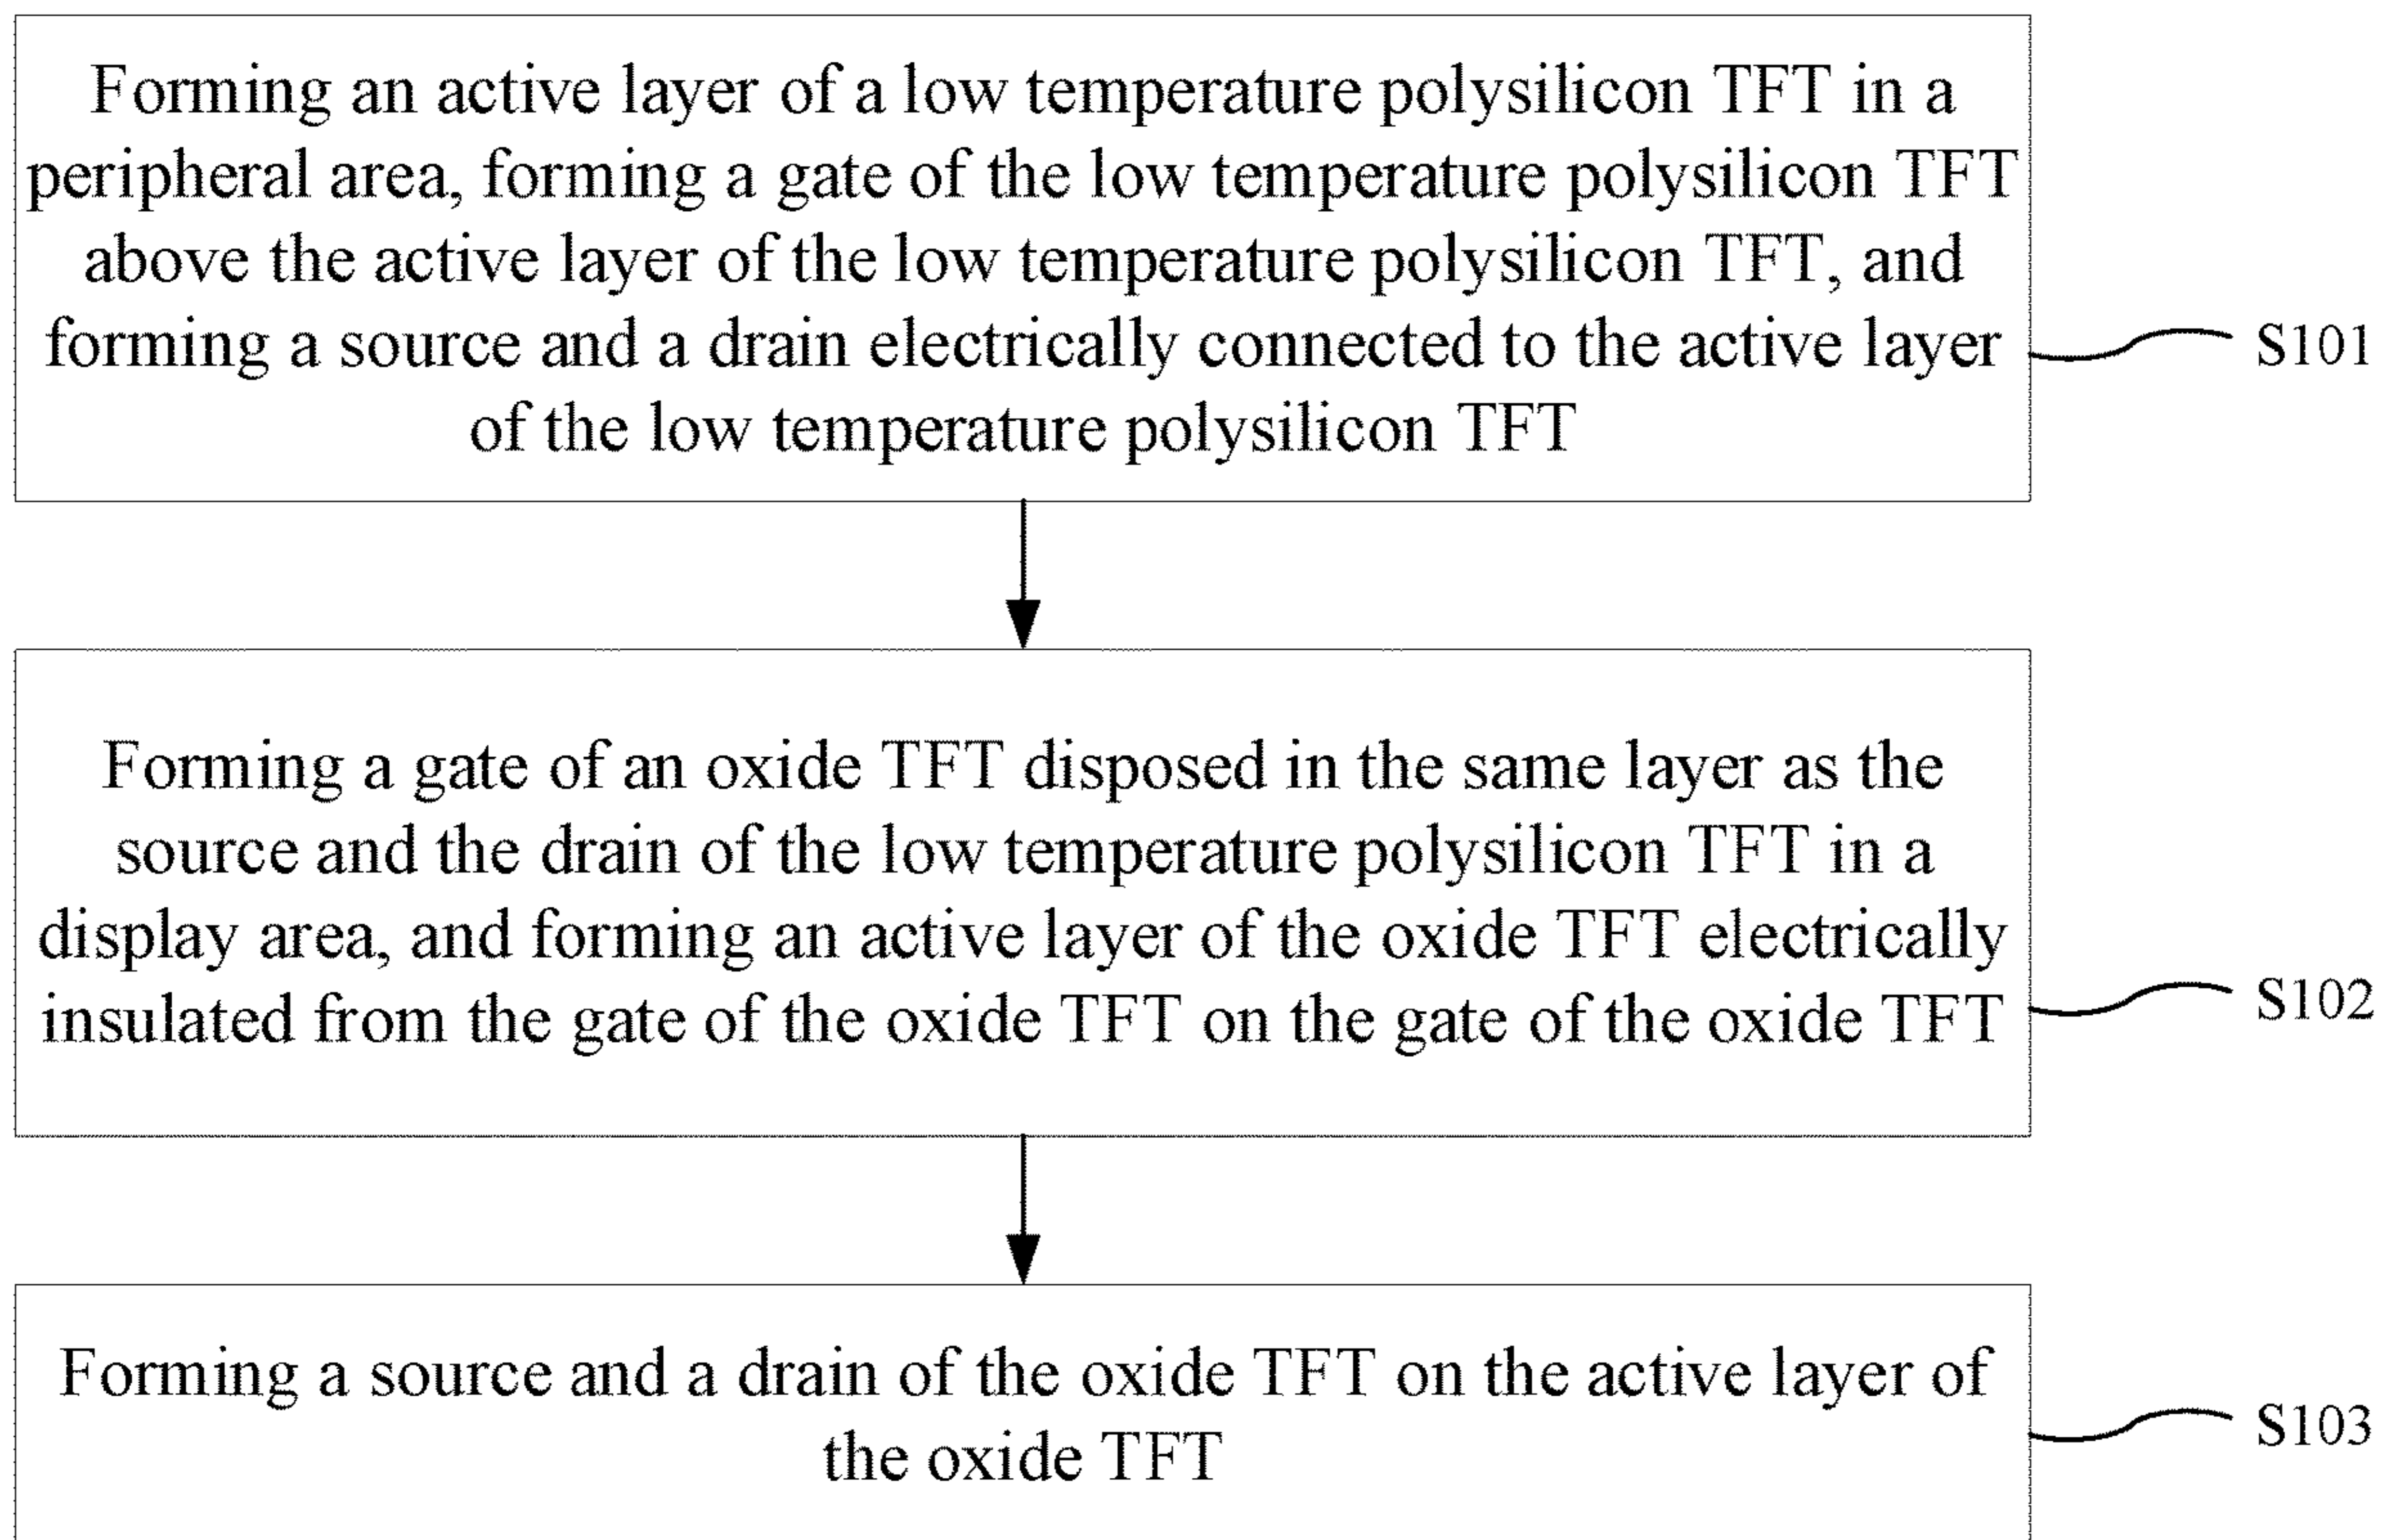 Forming an active layer of a low temperature polysilicon TFT in a
peripheral area, forming a gate of the low temperature polysilicon TFT
above the active layer of the low temperature polysilicon TFT, and
forming a source and a drain electrically connected to the active layer
of the low temperature polysilicon TFT
S101
Forming a gate of an oxide TFT disposed in the same layer as the
source and the drain of the low temperature polysilicon TFT in a
display area, and forming an active layer of the oxide TFT electrically
insulated from the gate of the oxide TFT on the gate of the oxide TFT
S102
Forming a source and a drain of the oxide TFT on the active layer of
the oxide TFT
S103